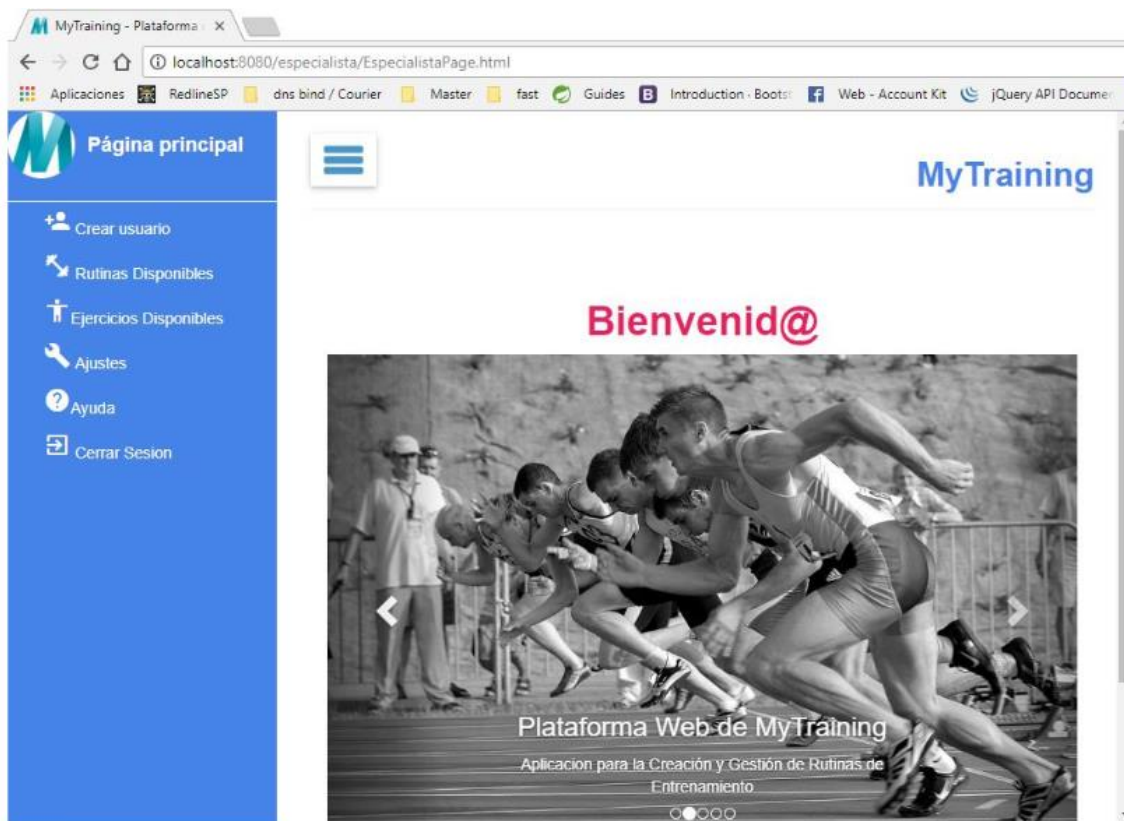 MyTraining - Plataforma
localhost:8080/especialista/EspecialistaPage.html
Aplicaciones RedlineSP dns bind / Courier Master fast Guides B Introduction · Boots f Web - Account Kit jQuery API Documen
Página principal
MyTraining
Crear usuario
Rutinas Disponibles
Ejercicios Disponibles
Ajustes
Ayuda
Cerrar Sesion
Bienvenid@
Plataforma Web de MyTraining
Aplicacion para la Creación y Gestión de Rutinas de
Entrenamiento